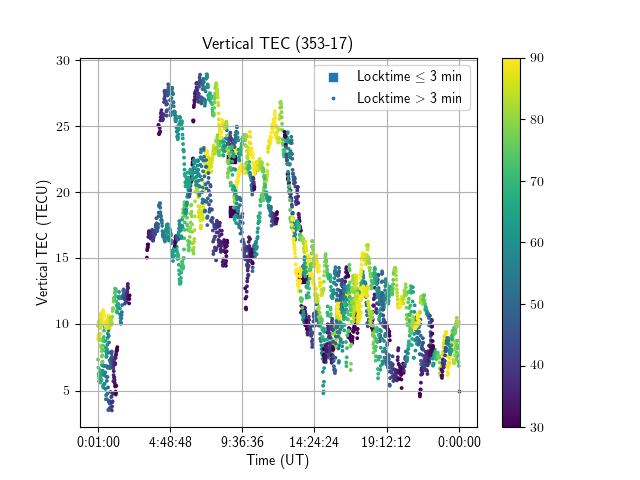 Vertical TEC (353-17)
Locktime ≤ 3 min
Locktime > 3 min
30
25
20
15
10
5
Vertical TEC (TECU)
0:01:00 4:48:48 9:36:36 14:24:24 19:12:12 0:00:00
Time (UT)
90
80
70
60
50
40
30